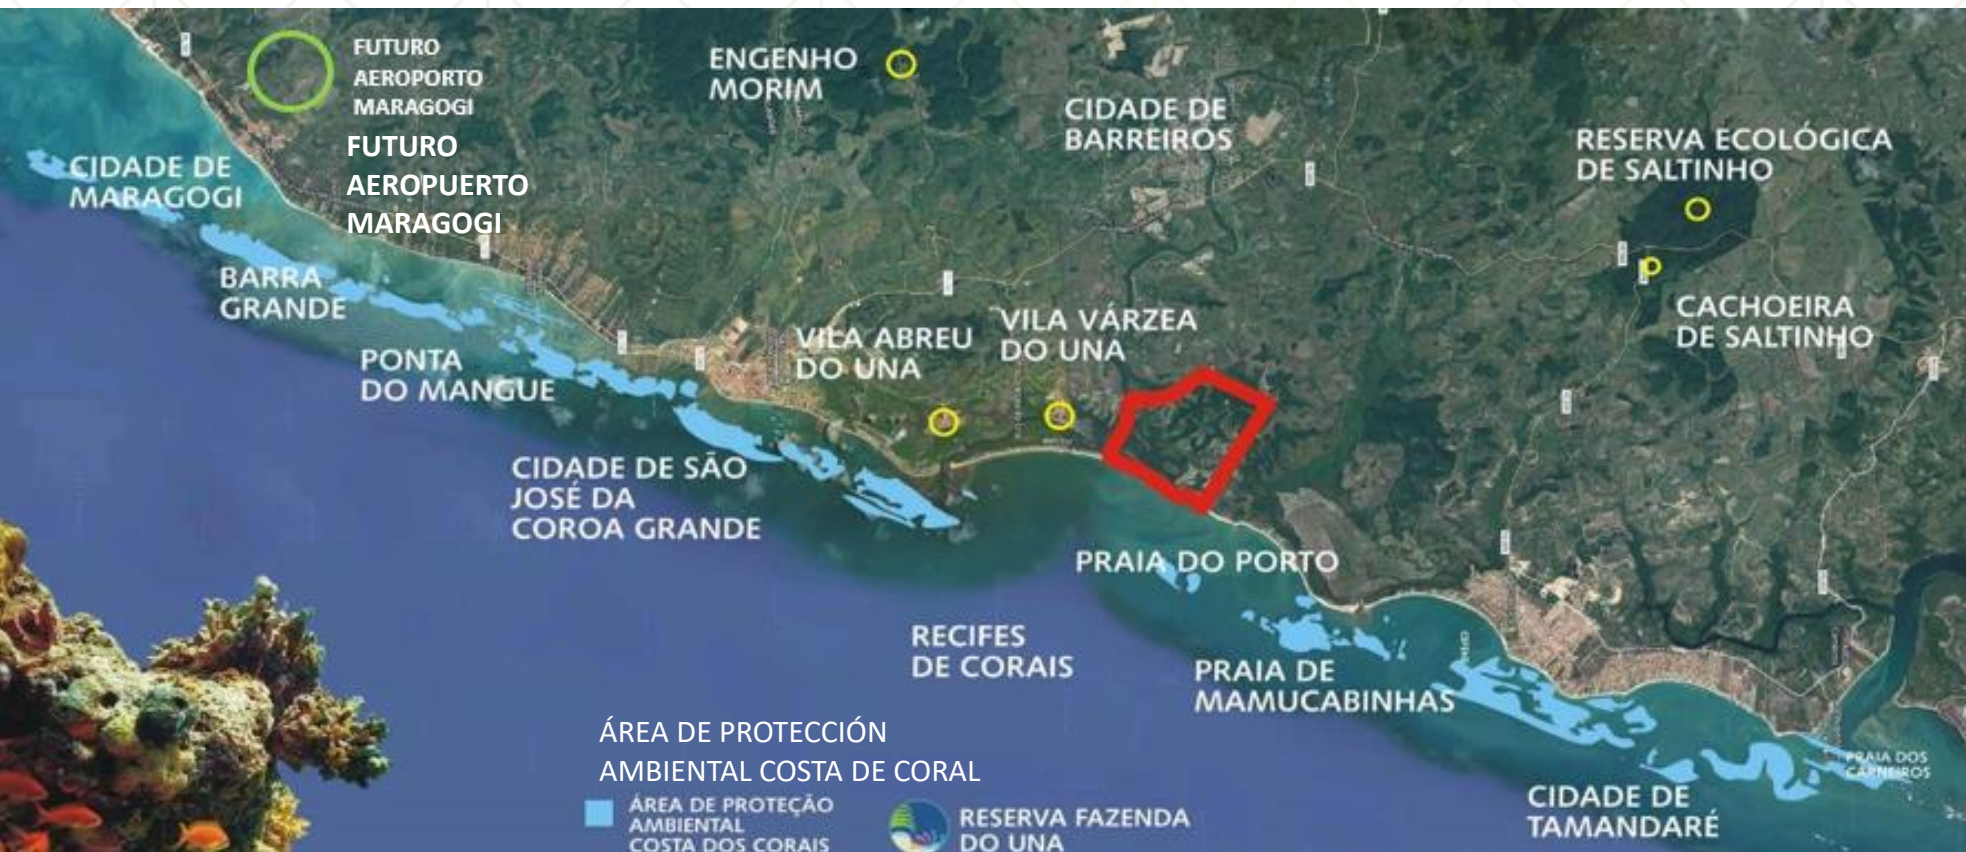 FUTURO
AEROPORTO
MARAGOGI
FUTURO
AEROPUERTO
MARAGOGI
ENGENHO
MORIM
CIDADE DE
BARREIROS
RESERVA ECOLÓGICA
DE SALTINHO
CIDADE DE
MARAGOGI
BARRA
GRANDE
CACHOEIRA
DE SALTINHO
VILA ABREU
DO UNA
VILA VÁRZEA
DO UNA
PONTA
DO MANGUE
CIDADE DE SÃO
JOSÉ DA
COROA GRANDE
PRAIA DO PORTO
RECIFES
DE CORAIS
PRAIA DE
MAMUCABINHAS
PRAIA DOS
CARNEIROS
CIDADE DE
TAMANDARÉ
ÁREA DE PROTECCIÓN
AMBIENTAL COSTA DE CORAL
ÁREA DE PROTEÇÃO
AMBIENTAL
COSTA DOS CORAIS
RESERVA FAZENDA
DO UNA